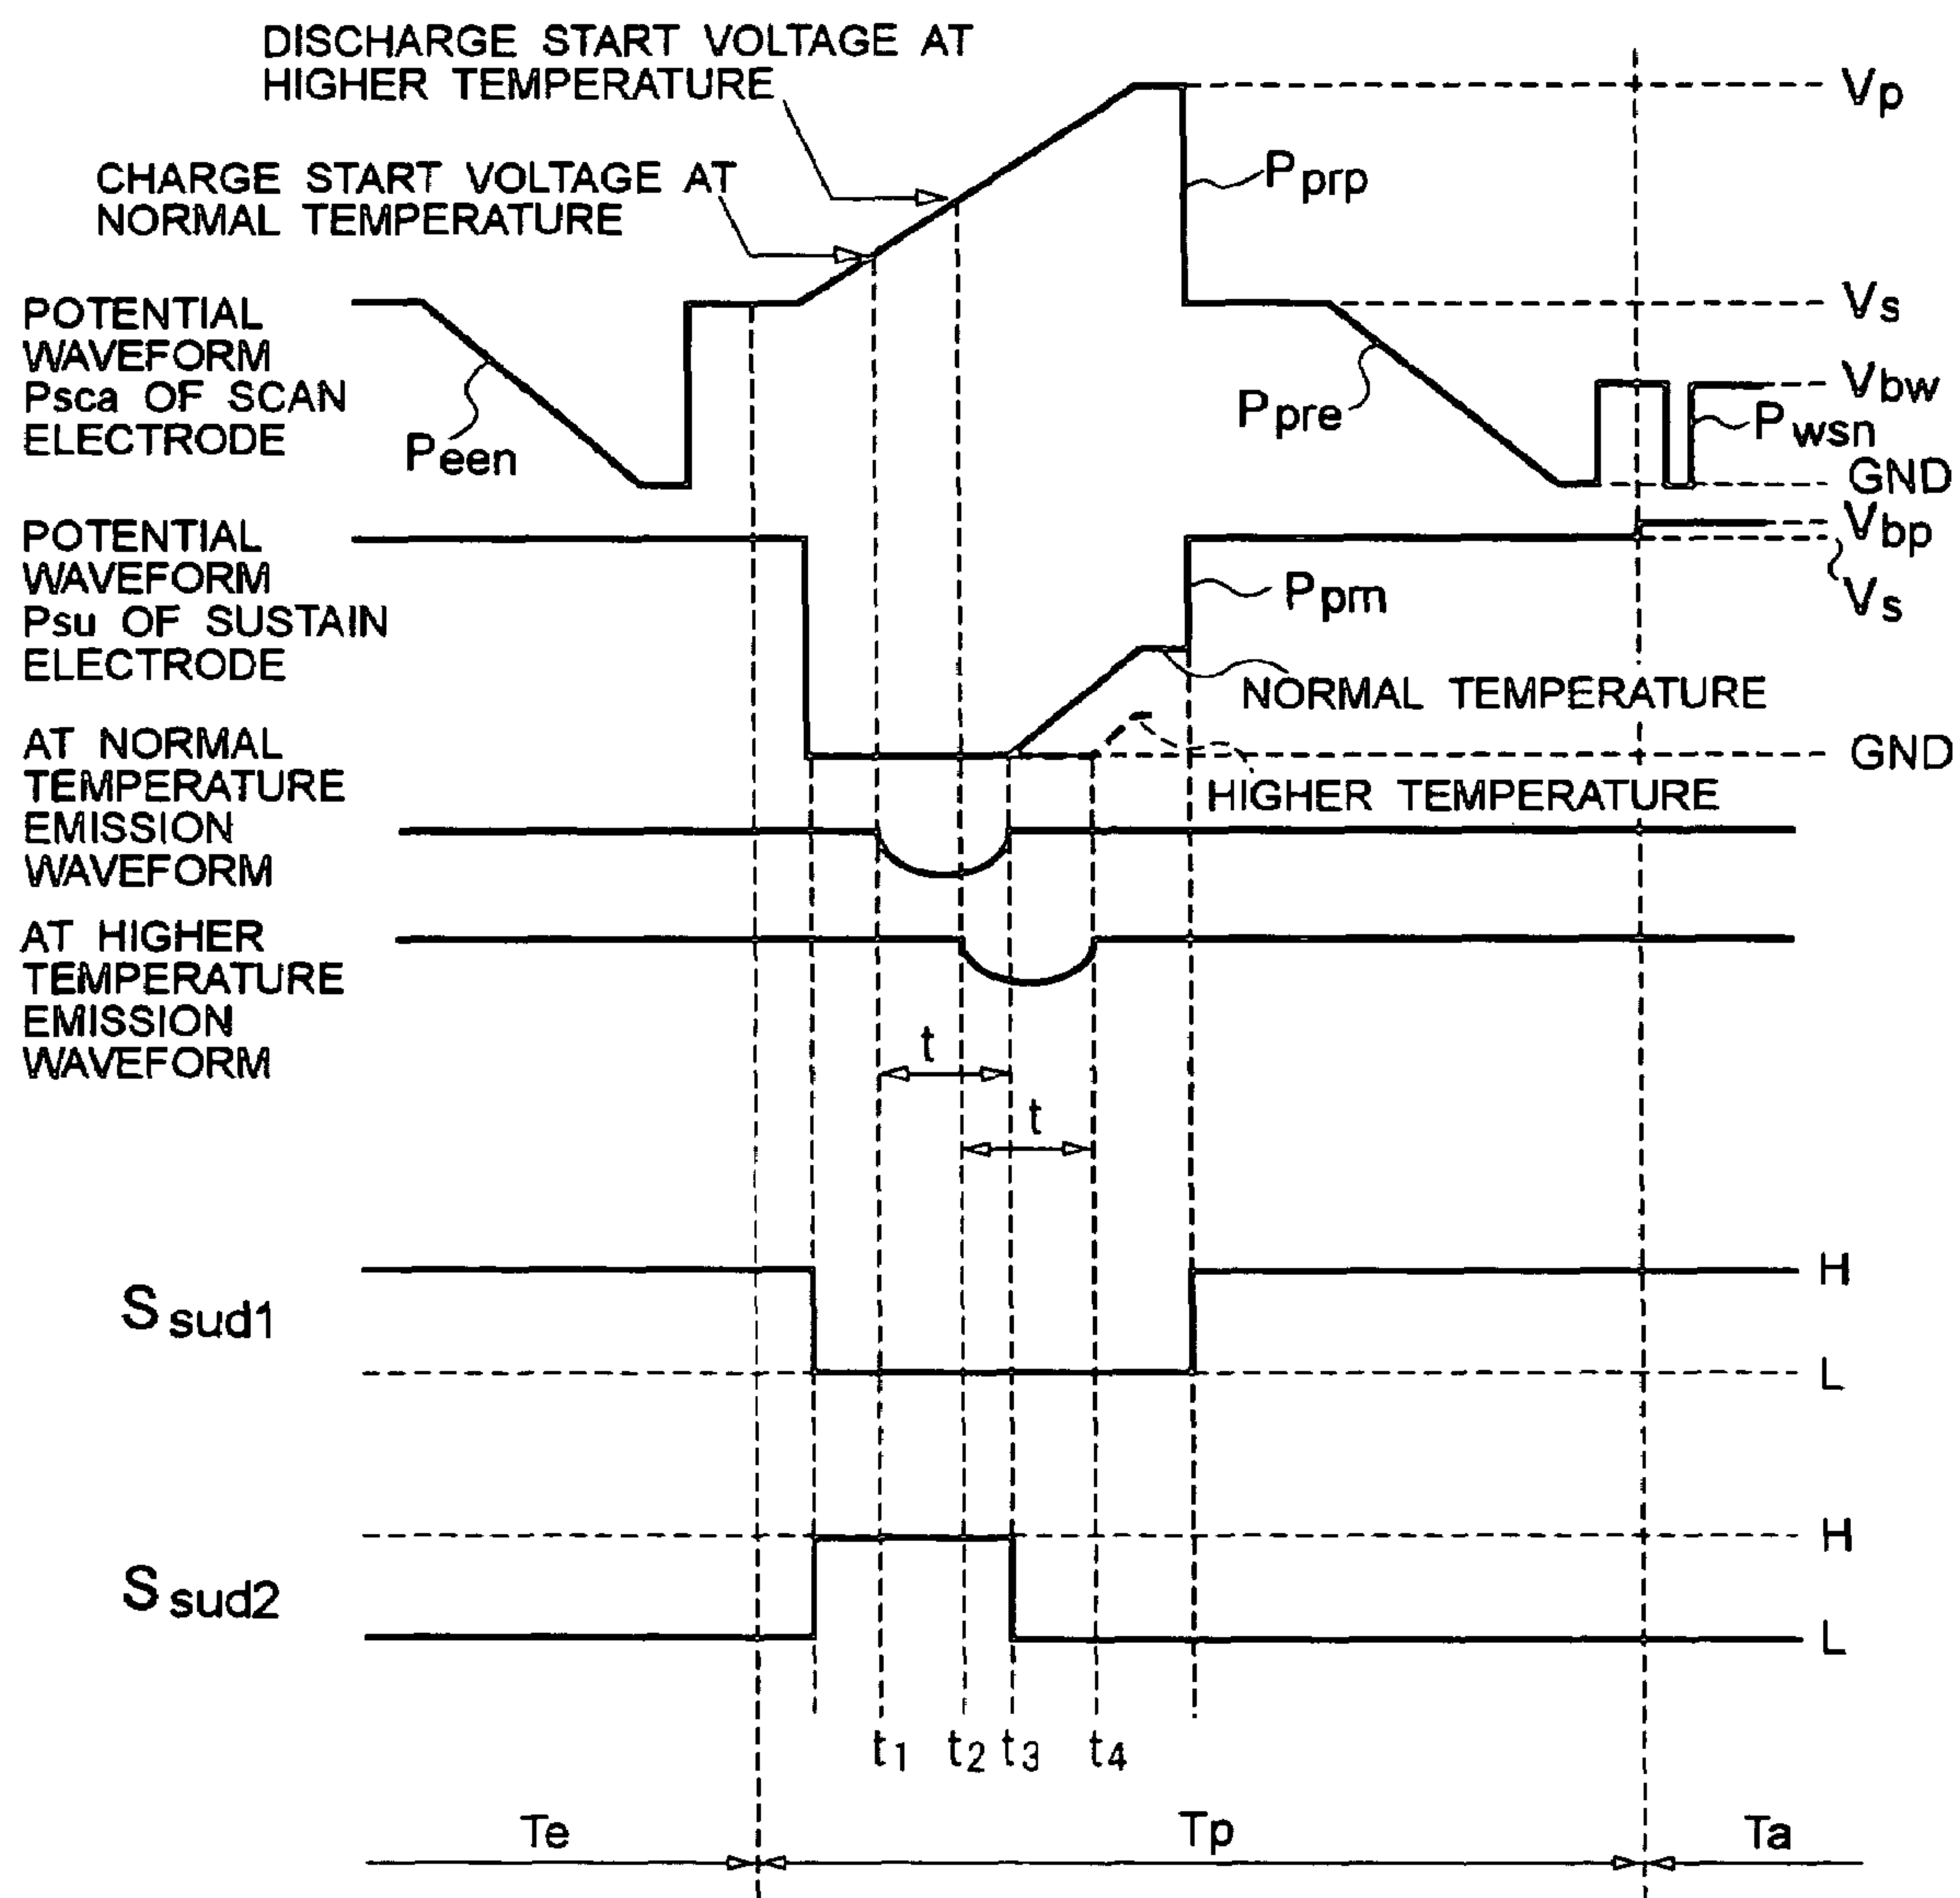 DISCHARGE START VOLTAGE AT
HIGHER TEMPERATURE
Vp
CHARGE START VOLTAGE AT
NORMAL TEMPERATURE
Pprp
POTENTIAL
WAVEFORM
Psca OF SCAN
ELECTRODE
Peen
Vs
Ppre
Vbw
Pwsn
GND
POTENTIAL
WAVEFORM
Psu OF SUSTAIN
ELECTRODE
Vbp
Vs
Pprn
NORMAL TEMPERATURE
GND
HIGHER TEMPERATURE
AT NORMAL
TEMPERATURE
EMISSION
WAVEFORM
AT HIGHER
TEMPERATURE
EMISSION
WAVEFORM
t
t
Ssud1
H
L
Ssud2
H
L
t1 t2 t3 t4
Te Tp Ta